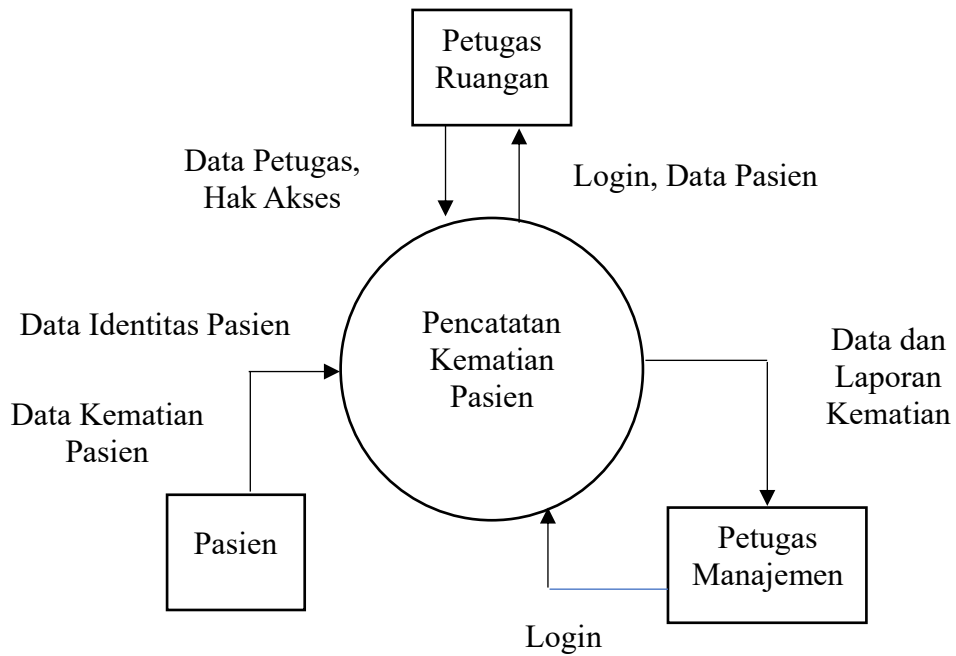 Petugas
Ruangan
Data Petugas,
Hak Akses
Login, Data Pasien
Data Identitas Pasien
Pencatatan
Kematian
Pasien
Data dan
Laporan
Kematian
Data Kematian
Pasien
Pasien
Petugas
Manajemen
Login